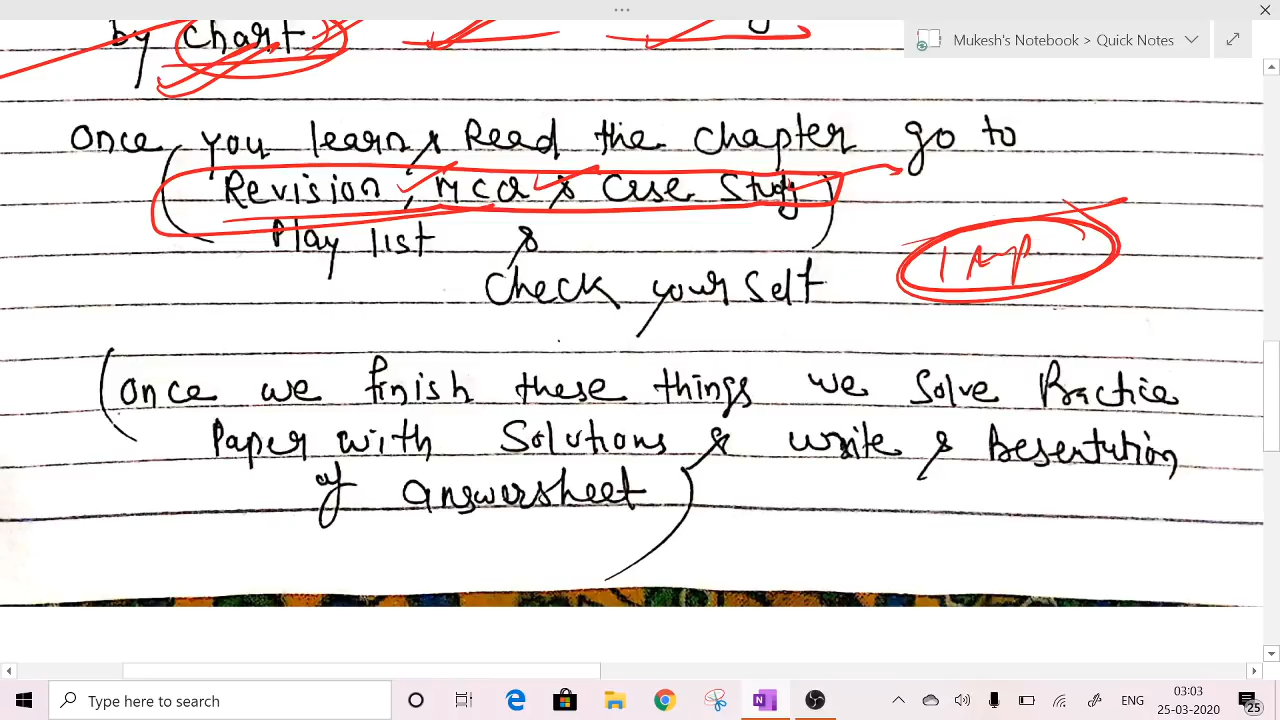 by chart
Mukesh's Notebook > Quick Notes
Once you learn & Read the chapter go to
Revision, MCQ & Case Study
Play list &
Imp.
Check yourself
(Once we finish these things we Solve Practice
Paper with Solutions & write & Presentation
of answersheet)
Type here to search
ENG
03:03
25-03-2020
25